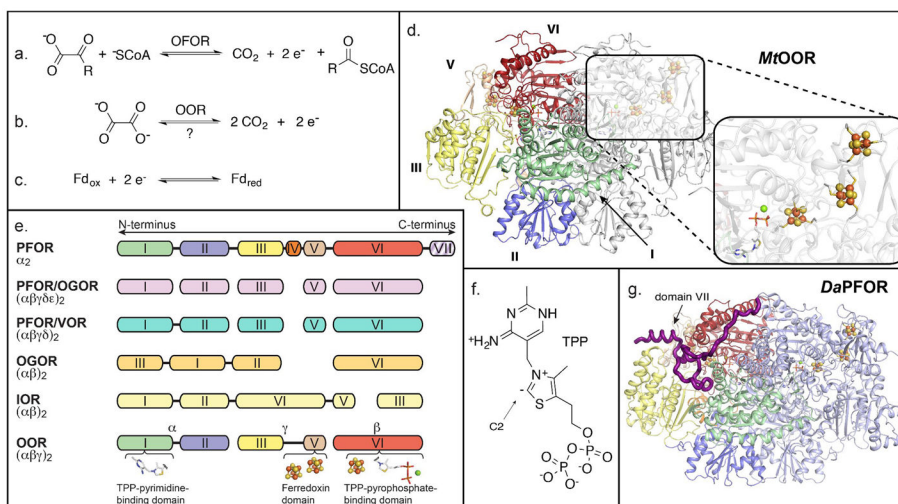 a.
⁻O
O
O
R
+ ⁻SCoA
OFOR
CO2 + 2 e⁻ +
O
R
SCoA
b.
⁻O
O
O
O⁻
OOR
?
2 CO2 + 2 e⁻
c.
Fdox + 2 e⁻
Fdred
d.
MtOOR
VI
V
III
II
I
e.
N-terminus
C-terminus
PFOR
α2
I II III IV V VI VII
PFOR/OGOR
(αβγδε)2
I II III V VI
PFOR/VOR
(αβγδ)2
I II III V VI
OGOR
(αβ)2
III I II VI
IOR
(αβ)2
I II VI V III
OOR
(αβγ)2
α γ β
I II III V VI
TPP-pyrimidine-
binding domain
Ferredoxin
domain
TPP-pyrophosphate-
binding domain
f.
N
NH
⁺H2N
TPP
N⁺
-
S
C2
O
O
P
O
P
O⁻
⁻O
O⁻
O
g.
DaPFOR
domain VII